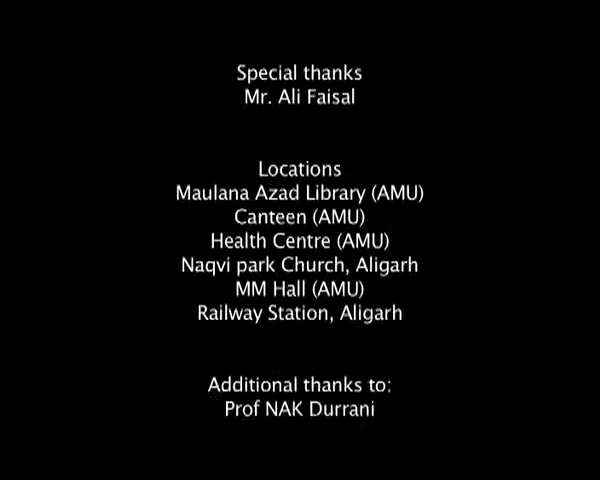 Special thanks
Mr. Ali Faisal
Locations
Maulana Azad Library (AMU)
Canteen (AMU)
Health Centre (AMU)
Naqvi park Church, Aligarh
MM Hall (AMU)
Railway Station, Aligarh
Additional thanks to:
Prof NAK Durrani